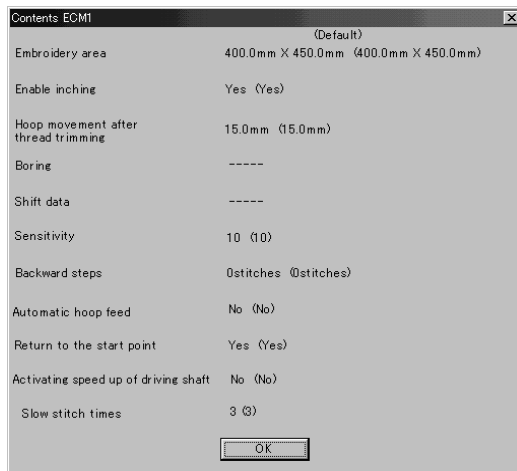 Contents ECM1
(Default)
Embroidery area 400.0mm X 450.0mm (400.0mm X 450.0mm)
Enable inching Yes (Yes)
Hoop movement after
thread trimming 15.0mm (15.0mm)
Boring -----
Shift data -----
Sensitivity 10 (10)
Backward steps 0stitches (0stitches)
Automatic hoop feed No (No)
Return to the start point Yes (Yes)
Activating speed up of driving shaft No (No)
Slow stitch times 3 (3)
OK